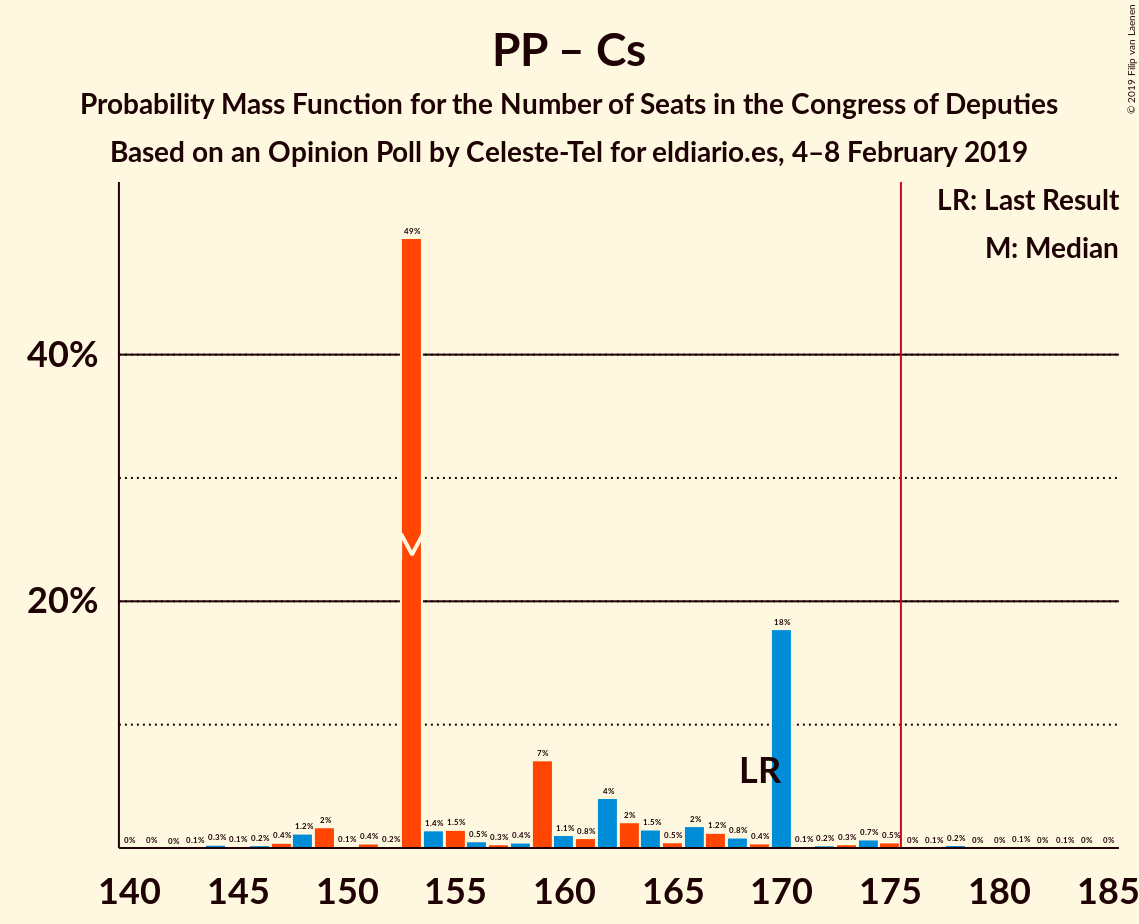 PP – Cs
Probability Mass Function for the Number of Seats in the Congress of Deputies
Based on an Opinion Poll by Celeste-Tel for eldiario.es, 4–8 February 2019
© 2019 Filip van Laenen
LR: Last Result
M: Median
40%
20%
49%
M
18%
LR
7%
4%
0% 0% 0% 0.1% 0.3% 0.1% 0.2% 0.4% 1.2% 2% 0.1% 0.4% 0.2% 1.4% 1.5% 0.5% 0.3% 0.4% 1.1% 0.8% 2% 1.5% 0.5% 2% 1.2% 0.8% 0.4% 0.1% 0.2% 0.3% 0.7% 0.5% 0% 0.1% 0.2% 0% 0% 0.1% 0% 0.1% 0% 0%
140 145 150 155 160 165 170 175 180 185